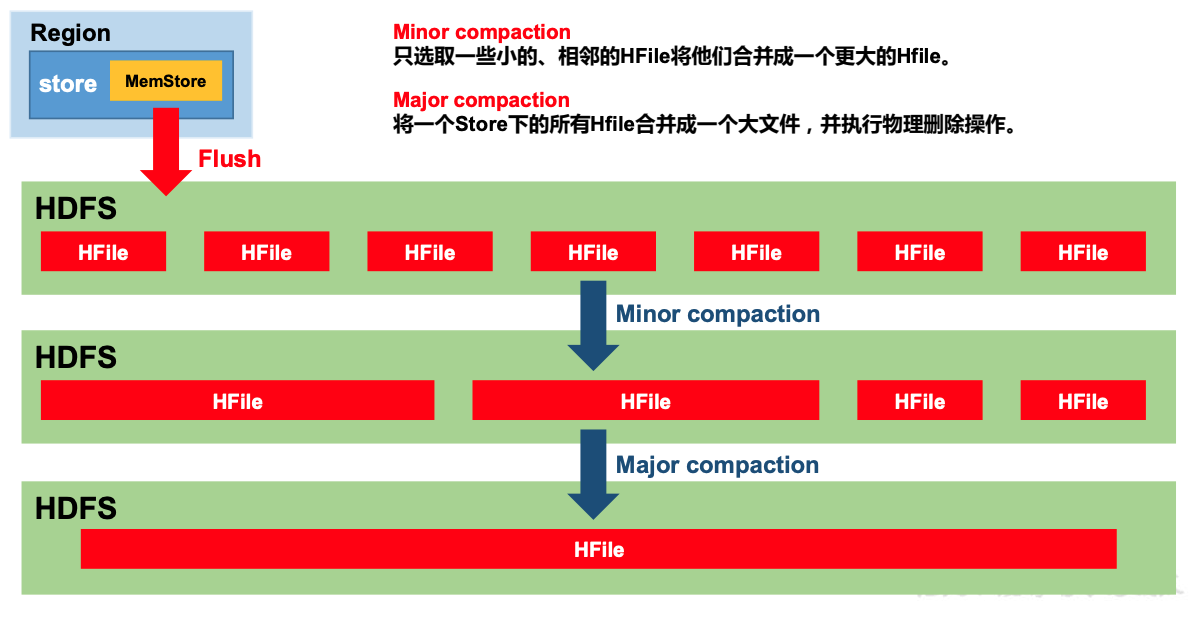 Region
store MemStore
Minor compaction
只选取一些小的、相邻的HFile将他们合并成一个更大的Hfile。
Major compaction
将一个Store下的所有Hfile合并成一个大文件，并执行物理删除操作。
Flush
HDFS
HFile HFile HFile HFile HFile HFile HFile
Minor compaction
HDFS
HFile HFile HFile HFile
Major compaction
HDFS
HFile